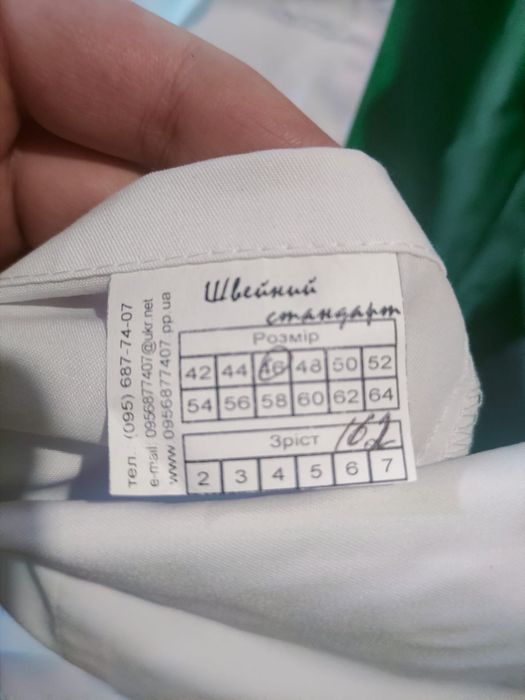 Швейний
стандарт
Розмір
42 44 46 48 50 52
54 56 58 60 62 64
Зріст 162
2 3 4 5 6 7
тел.: (095) 687-74-07
e-mail: 0956877407@ukr.net
www.0956877407.pp.ua